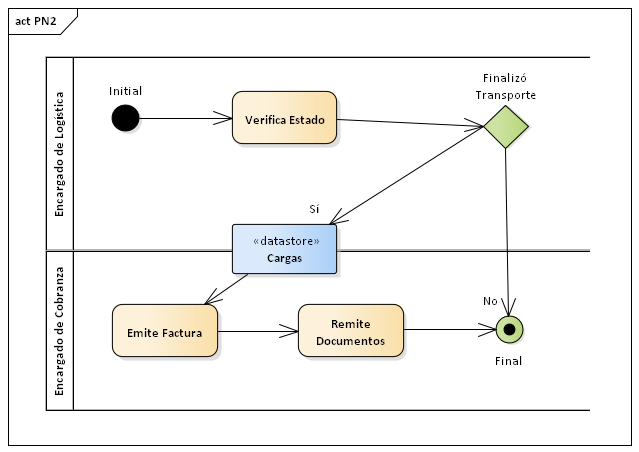 act PN2
Encargado de Logística
Initial
Verifica Estado
Finalizó
Transporte
Sí
«datastore»
Cargas
Encargado de Cobranza
Emite Factura
Remite
Documentos
No
Final